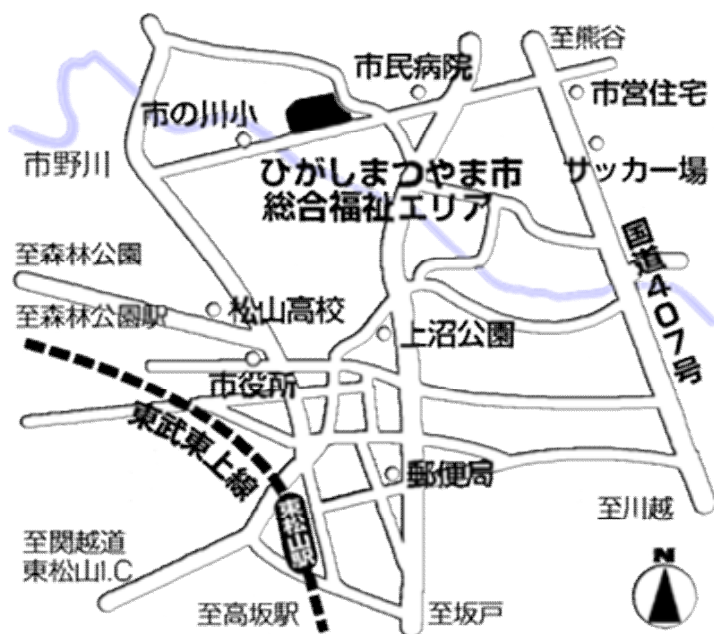 至熊谷
市民病院
市営住宅
市の川小
市野川
サッカー場
ひがしまつやま市
総合福祉エリア
至森林公園
国道407号
至森林公園駅
松山高校
上沼公園
市役所
東武東上線
郵便局
東松山駅
至川越
至関越道
東松山I.C
至高坂駅
至坂戸
N